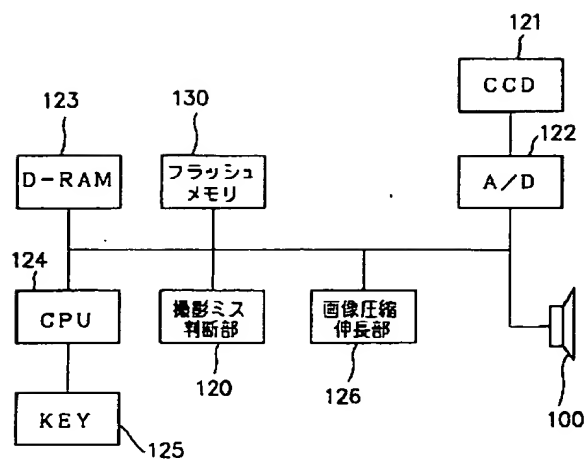 121
CCD
122
A/D
123
D-RAM
130
フラッシュ
メモリ
124
CPU
撮影ミス
判断部
120
画像圧縮
伸長部
126
100
KEY
125